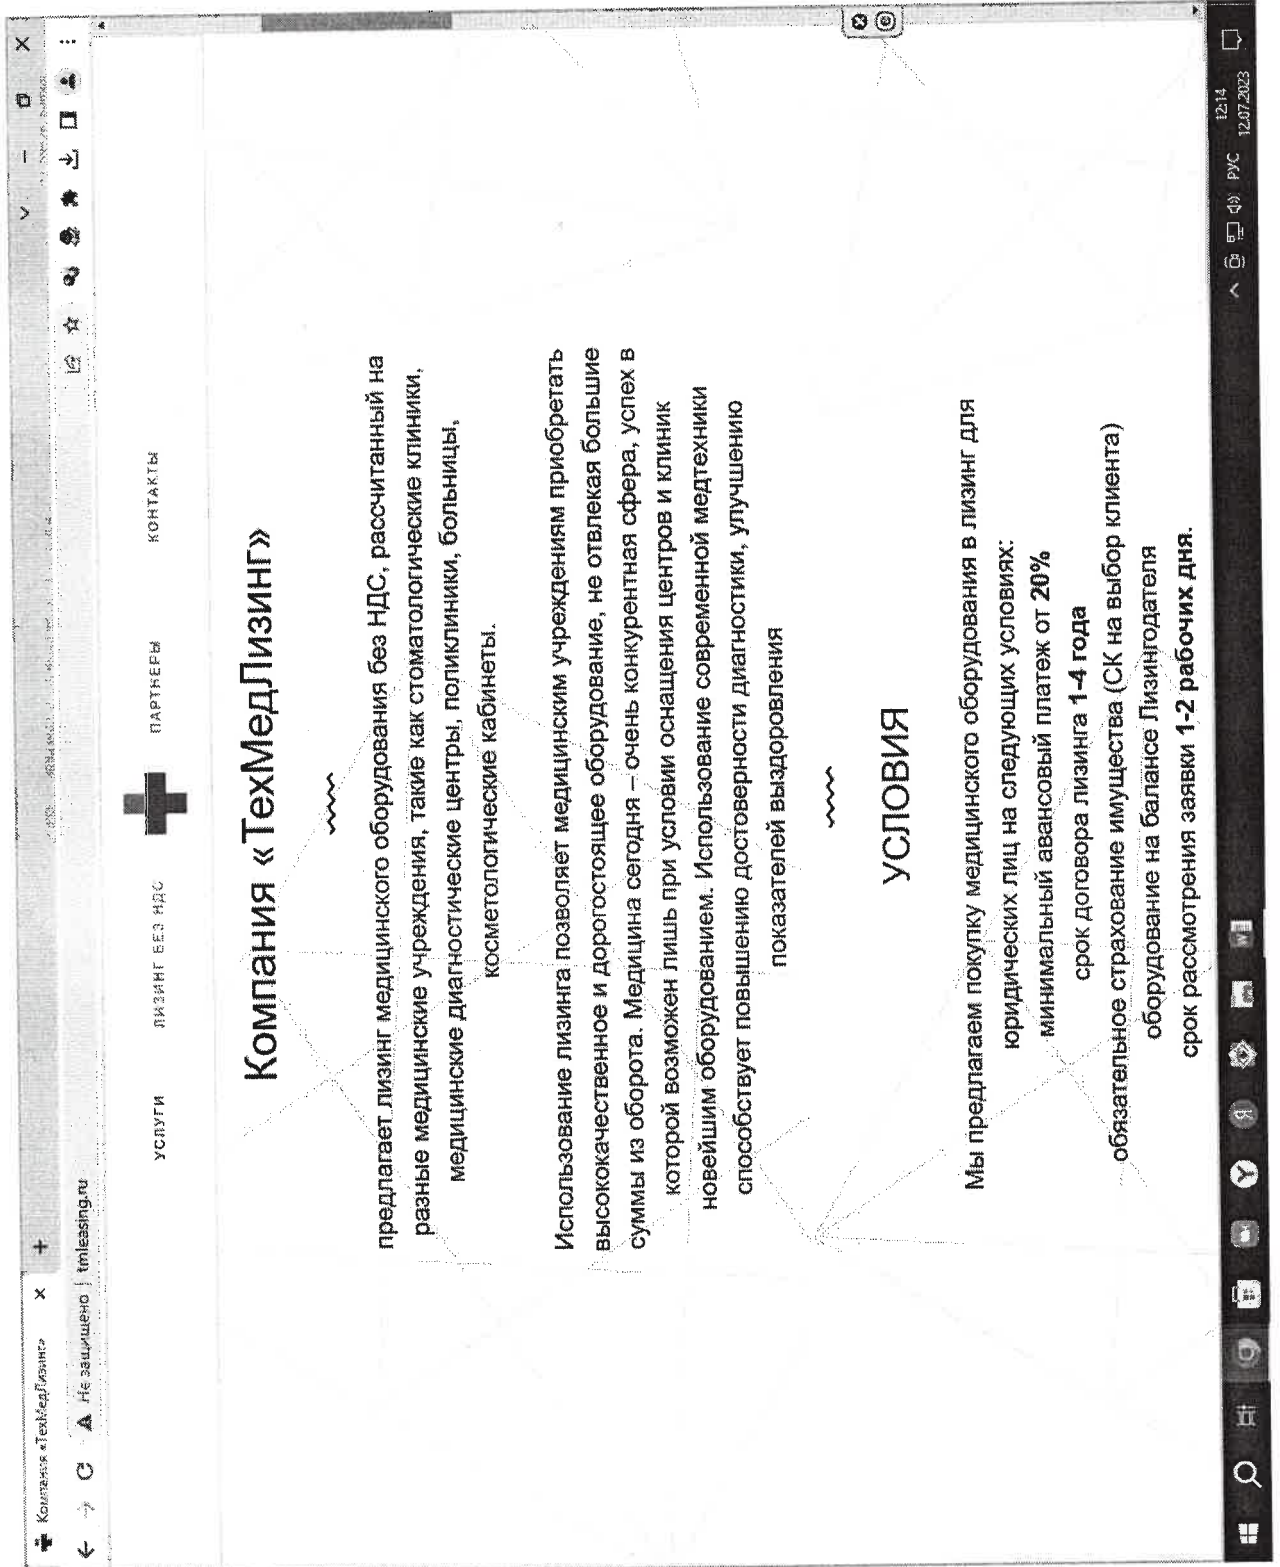 Компания «ТехМедЛизинг»
Не защищено | tmleasing.ru
УСЛУГИ
ЛИЗИНГ БЕЗ НДС
ПАРТНЕРЫ
КОНТАКТЫ
Компания «ТехМедЛизинг»
предлагает лизинг медицинского оборудования без НДС, рассчитанный на
разные медицинские учреждения, такие как стоматологические клиники,
медицинские диагностические центры, поликлиники, больницы,
косметологические кабинеты.
Использование лизинга позволяет медицинским учреждениям приобретать
высококачественное и дорогостоящее оборудование, не отвлекая большие
суммы из оборота. Медицина сегодня – очень конкурентная сфера, успех в
которой возможен лишь при условии оснащения центров и клиник
новейшим оборудованием. Использование современной медтехники
способствует повышению достоверности диагностики, улучшению
показателей выздоровления
УСЛОВИЯ
Мы предлагаем покупку медицинского оборудования в лизинг для
юридических лиц на следующих условиях:
минимальный авансовый платеж от 20%
срок договора лизинга 1-4 года
обязательное страхование имущества (СК на выбор клиента)
оборудование на балансе Лизингодателя
срок рассмотрения заявки 1-2 рабочих дня.
РУС
12:14
12.07.2023